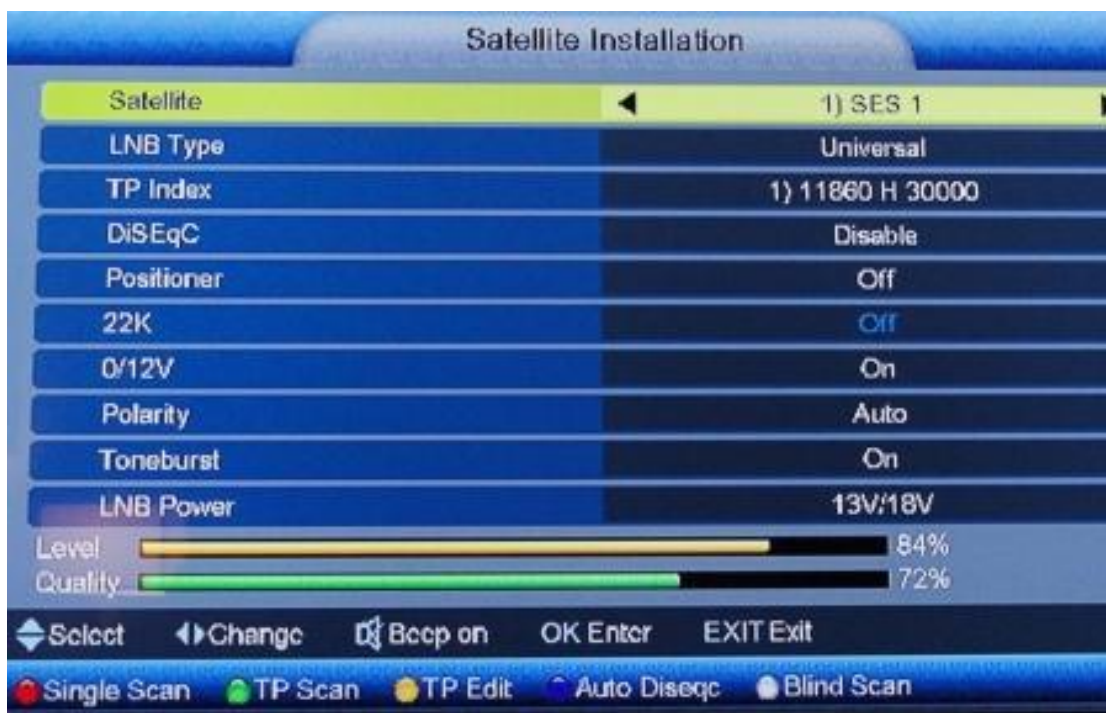 Satellite Installation
Satellite 1) SES 1
LNB Type Universal
TP Index 1) 11860 H 30000
DiSEqC Disable
Positioner Off
22K Off
0/12V On
Polarity Auto
Toneburst On
LNB Power 13V/18V
Level 84%
Quality 72%
Select Change Beep on OK Enter EXIT Exit
Single Scan TP Scan TP Edit Auto Diseqc Blind Scan